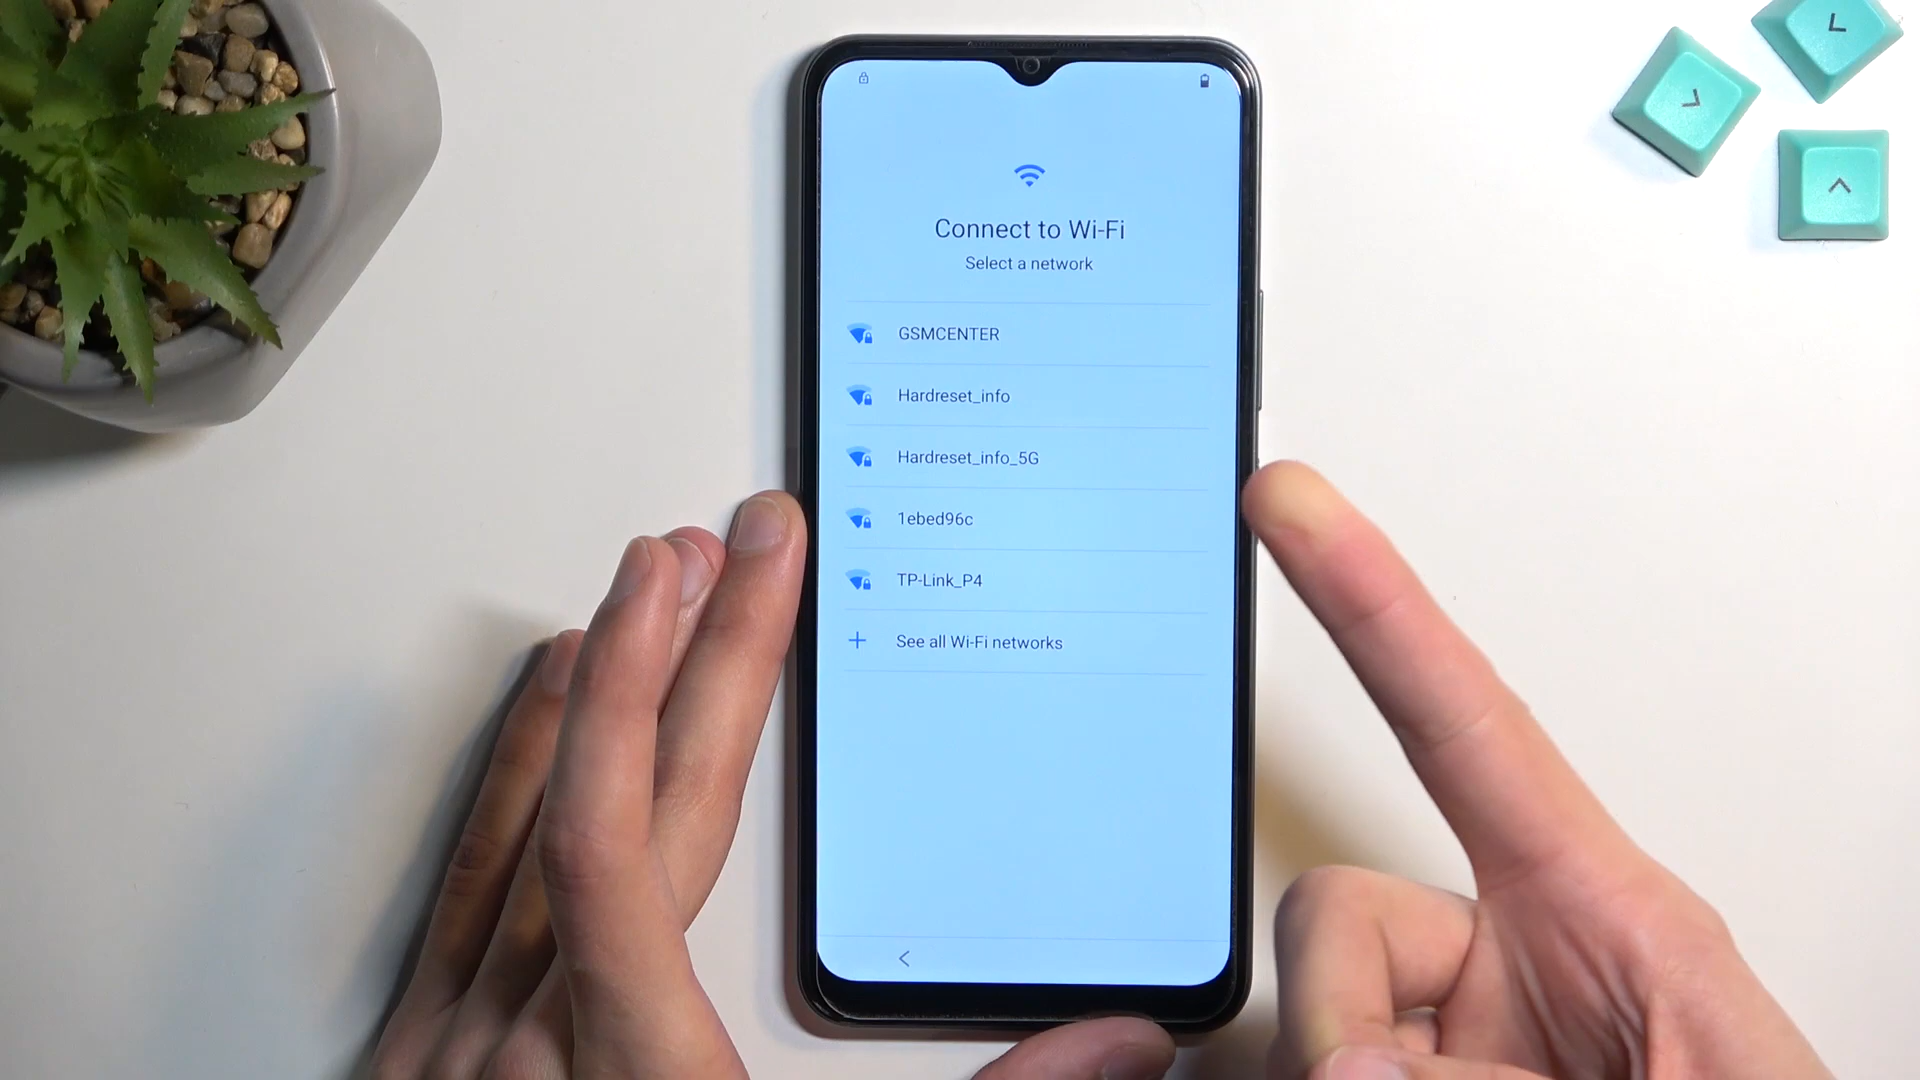 Connect to Wi-Fi
Select a network
GSMCENTER
Hardreset_info
Hardreset_info_5G
1ebed96c
TP-Link_P4
See all Wi-Fi networks